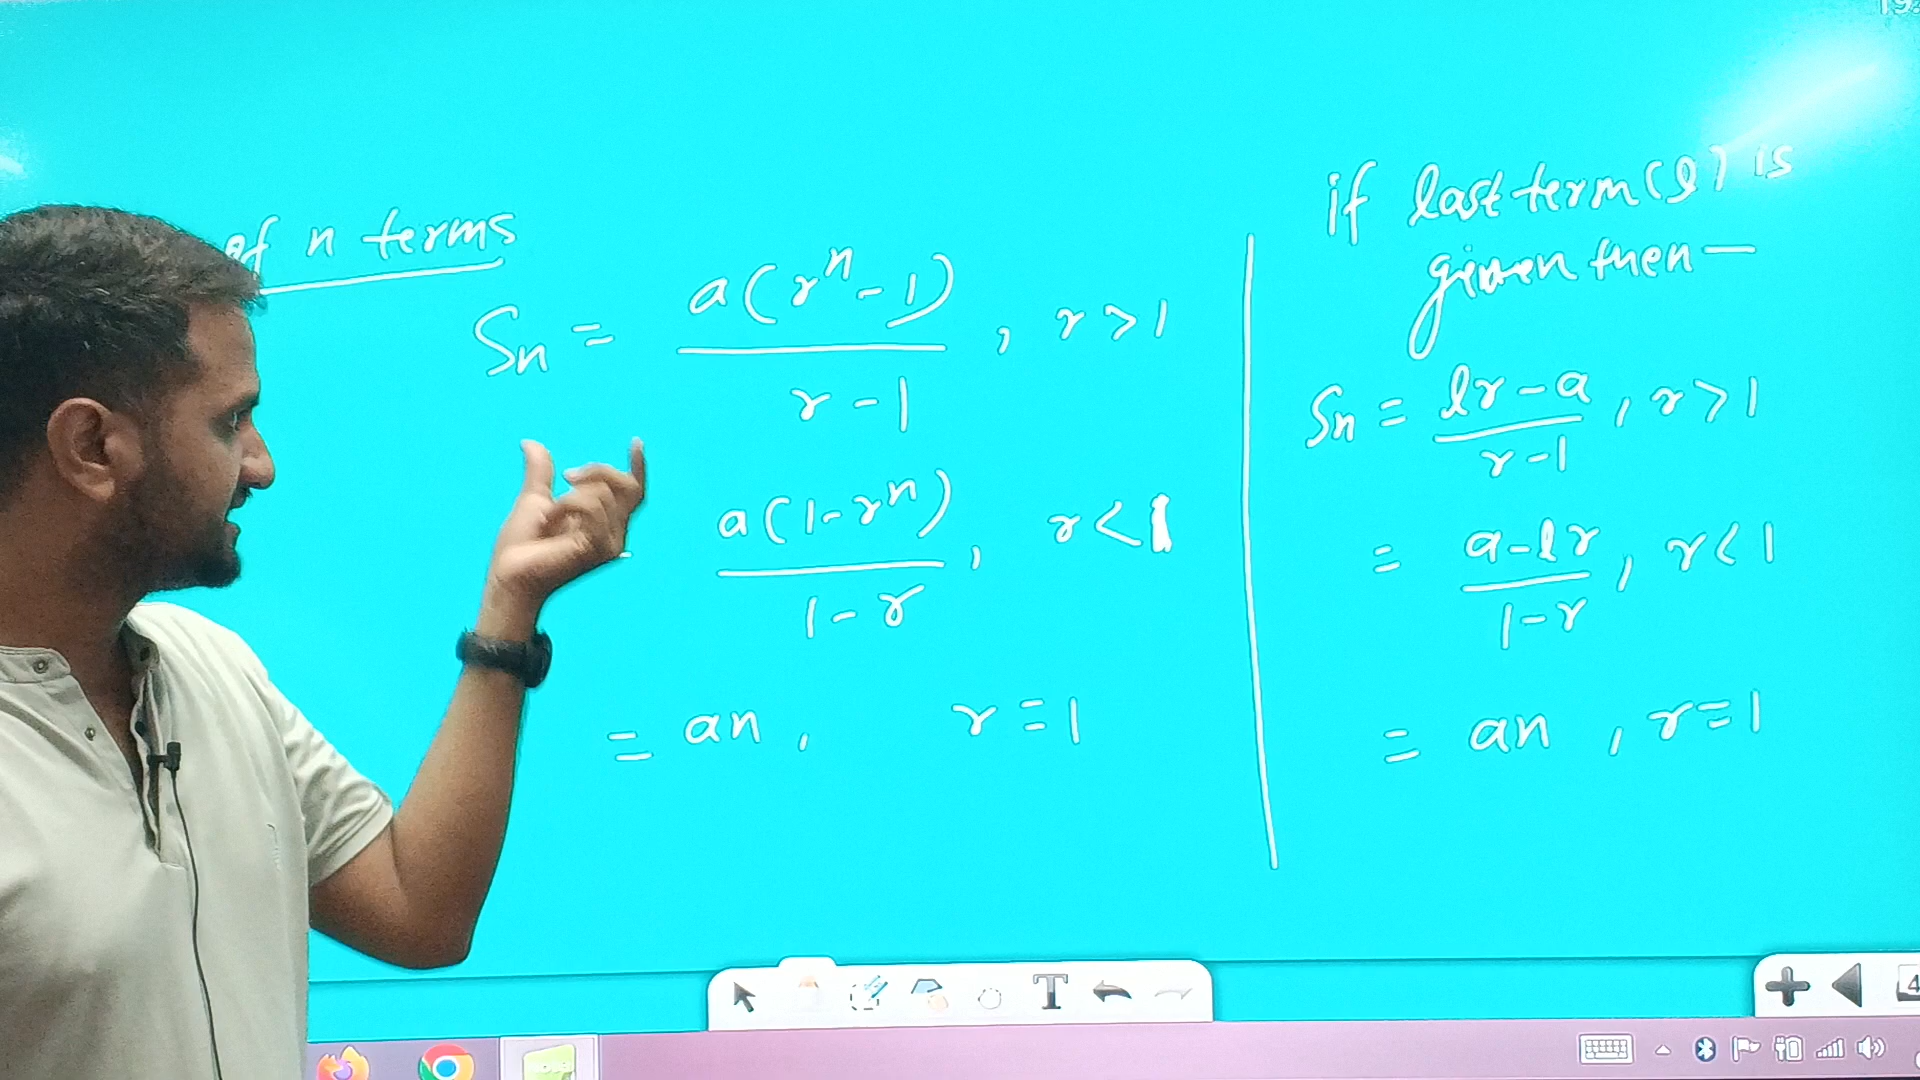 of n terms
Sn = a(r^n - 1) / r - 1 , r > 1
a(1 - r^n) / 1 - r , r < 1
= an , r = 1
if last term (l) is
given then —
Sn = lr - a / r - 1 , r > 1
= a - lr / 1 - r , r < 1
= an , r = 1
T
4